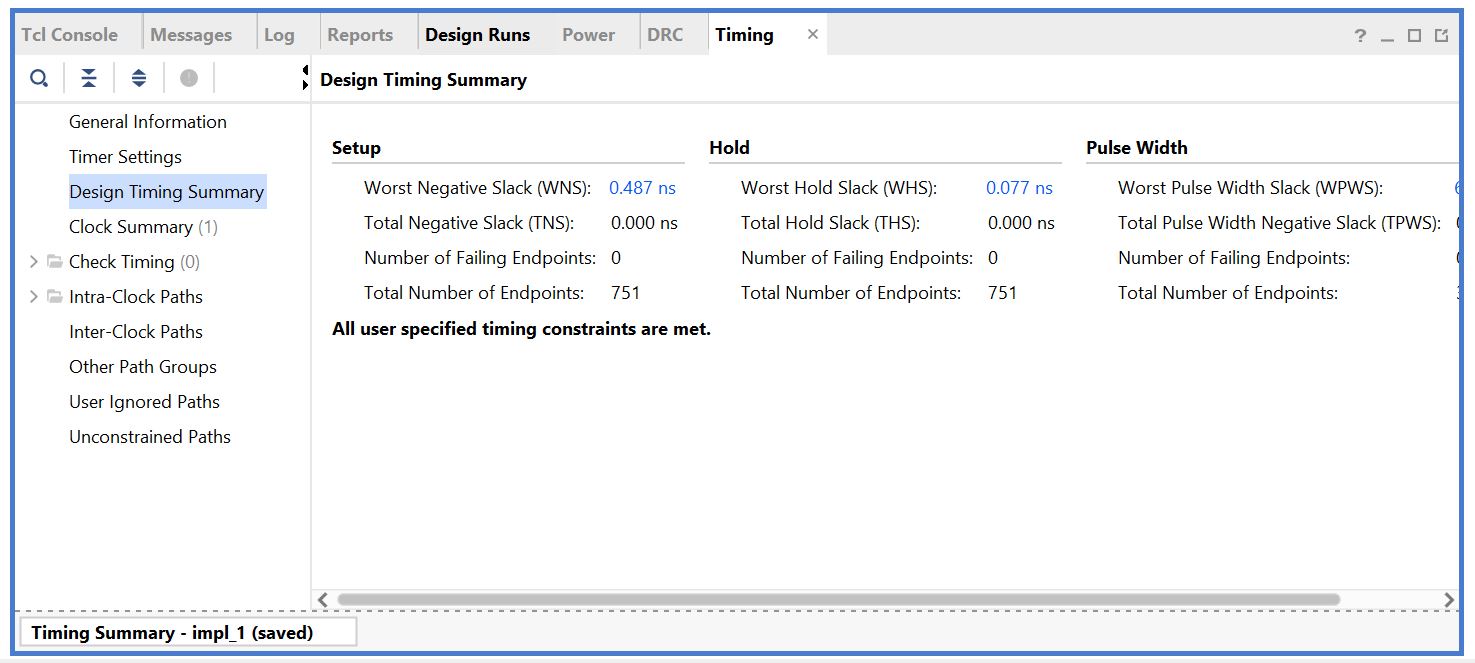 Tcl Console Messages Log Reports Design Runs Power DRC Timing ×
? _
Design Timing Summary
General Information
Timer Settings
Design Timing Summary
Clock Summary (1)
Check Timing (0)
Intra-Clock Paths
Inter-Clock Paths
Other Path Groups
User Ignored Paths
Unconstrained Paths
Setup
Worst Negative Slack (WNS): 0.487 ns
Total Negative Slack (TNS): 0.000 ns
Number of Failing Endpoints: 0
Total Number of Endpoints: 751
Hold
Worst Hold Slack (WHS): 0.077 ns
Total Hold Slack (THS): 0.000 ns
Number of Failing Endpoints: 0
Total Number of Endpoints: 751
Pulse Width
Worst Pulse Width Slack (WPWS):
Total Pulse Width Negative Slack (TPWS):
Number of Failing Endpoints:
Total Number of Endpoints:
All user specified timing constraints are met.
Timing Summary - impl_1 (saved)